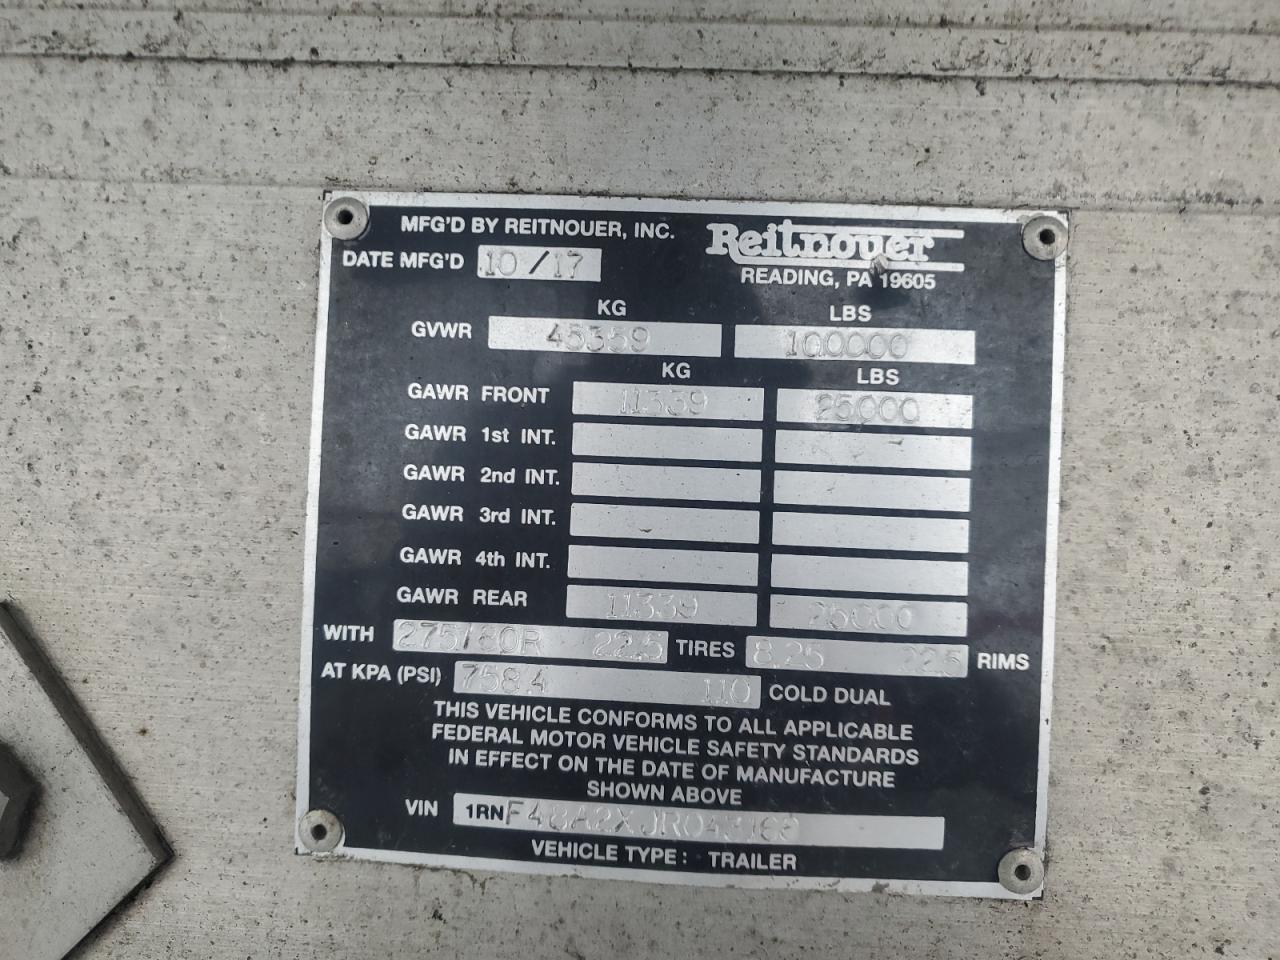 MFG'D BY REITNOUER, INC.
Reitnouer
DATE MFG'D 10/17
READING, PA 19605
KG LBS
GVWR 45359 100000
KG LBS
GAWR FRONT 11339 25000
GAWR 1st INT.
GAWR 2nd INT.
GAWR 3rd INT.
GAWR 4th INT.
GAWR REAR 11339 25000
WITH 275/80R 22.5 TIRES 8.25 22.5 RIMS
AT KPA (PSI) 758.4 110 COLD DUAL
THIS VEHICLE CONFORMS TO ALL APPLICABLE
FEDERAL MOTOR VEHICLE SAFETY STANDARDS
IN EFFECT ON THE DATE OF MANUFACTURE
SHOWN ABOVE
VIN 1RNF48A2XJR043162
VEHICLE TYPE: TRAILER